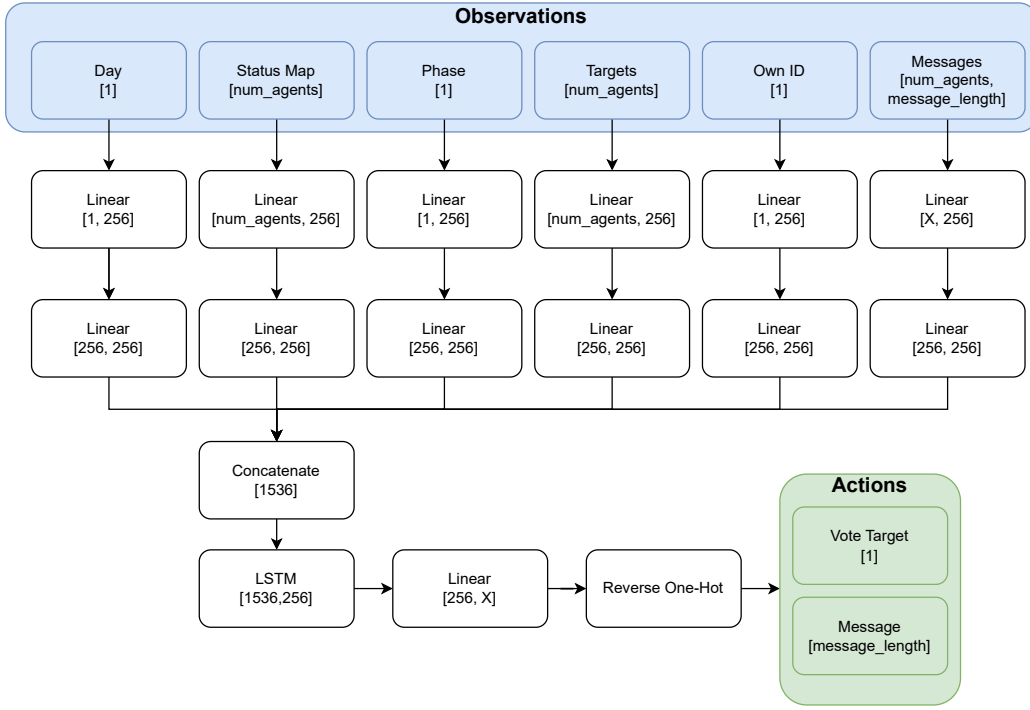 Observations
Day
[1]
Status Map
[num_agents]
Phase
[1]
Targets
[num_agents]
Own ID
[1]
Messages
[num_agents,
message_length]
Linear
[1, 256]
Linear
[num_agents, 256]
Linear
[1, 256]
Linear
[num_agents, 256]
Linear
[1, 256]
Linear
[X, 256]
Linear
[256, 256]
Linear
[256, 256]
Linear
[256, 256]
Linear
[256, 256]
Linear
[256, 256]
Linear
[256, 256]
Concatenate
[1536]
LSTM
[1536,256]
Linear
[256, X]
Reverse One-Hot
Actions
Vote Target
[1]
Message
[message_length]